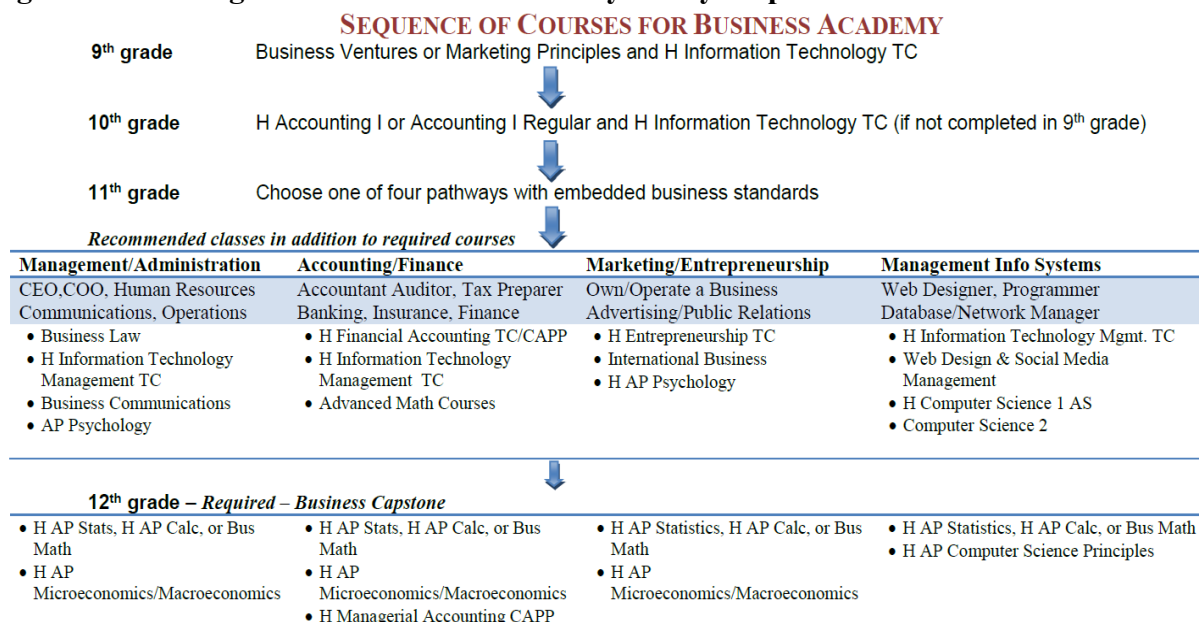 SEQUENCE OF COURSES FOR BUSINESS ACADEMY
9th grade Business Ventures or Marketing Principles and H Information Technology TC
10th grade H Accounting I or Accounting I Regular and H Information Technology TC (if not completed in 9th grade)
11th grade Choose one of four pathways with embedded business standards
Recommended classes in addition to required courses
Management/Administration
CEO,COO, Human Resources
Communications, Operations
• Business Law
• H Information Technology
Management TC
• Business Communications
• AP Psychology
Accounting/Finance
Accountant Auditor, Tax Preparer
Banking, Insurance, Finance
• H Financial Accounting TC/CAPP
• H Information Technology
Management TC
• Advanced Math Courses
Marketing/Entrepreneurship
Own/Operate a Business
Advertising/Public Relations
• H Entrepreneurship TC
• International Business
• H AP Psychology
Management Info Systems
Web Designer, Programmer
Database/Network Manager
• H Information Technology Mgmt. TC
• Web Design & Social Media
Management
• H Computer Science 1 AS
• Computer Science 2
12th grade – Required – Business Capstone
• H AP Stats, H AP Calc, or Bus
Math
• H AP
Microeconomics/Macroeconomics
• H AP Stats, H AP Calc, or Bus
Math
• H AP
Microeconomics/Macroeconomics
• H Managerial Accounting CAPP
• H AP Statistics, H AP Calc, or Bus
Math
• H AP
Microeconomics/Macroeconomics
• H AP Statistics, H AP Calc, or Bus Math
• H AP Computer Science Principles